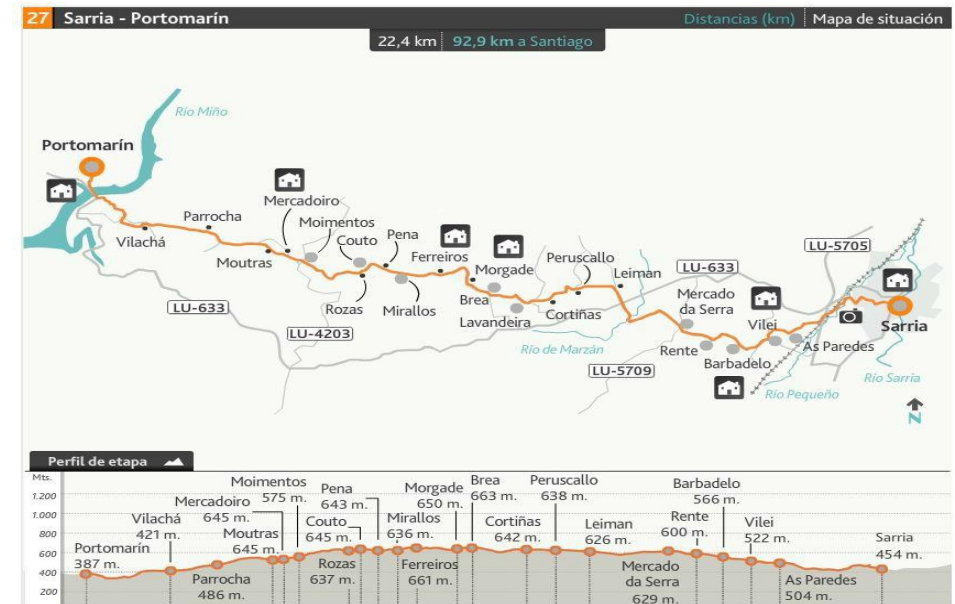 27 Sarria - Portomarín
Distancias (km) Mapa de situación
22,4 km 92,9 km a Santiago
Río Miño
Portomarín
Mercadoiro
Parrocha
Moimentos
Couto
Pena
Vilachá
Ferreiros
Peruscallo
LU-5705
Moutras
Morgade
Leiman
LU-633
Brea
Mercado
da Serra
LU-633
Rozas
Mirallos
Lavandeira
Cortiñas
Vilei
Sarria
LU-4203
Río de Marzán
Rente
As Paredes
Barbadelo
LU-5709
Río Sarria
Río Pequeño
N
Perfil de etapa
Mts.
1.200
1.000
800
600
400
200
Portomarín
387 m.
Vilachá
421 m.
Parrocha
486 m.
Moutras
645 m.
Mercadoiro
645 m.
Moimentos
575 m.
Rozas
637 m.
Couto
645 m.
Pena
643 m.
Mirallos
636 m.
Ferreiros
661 m.
Morgade
650 m.
Brea
663 m.
Cortiñas
642 m.
Peruscallo
638 m.
Leiman
626 m.
Mercado
da Serra
629 m.
Rente
600 m.
Barbadelo
566 m.
Vilei
522 m.
As Paredes
504 m.
Sarria
454 m.